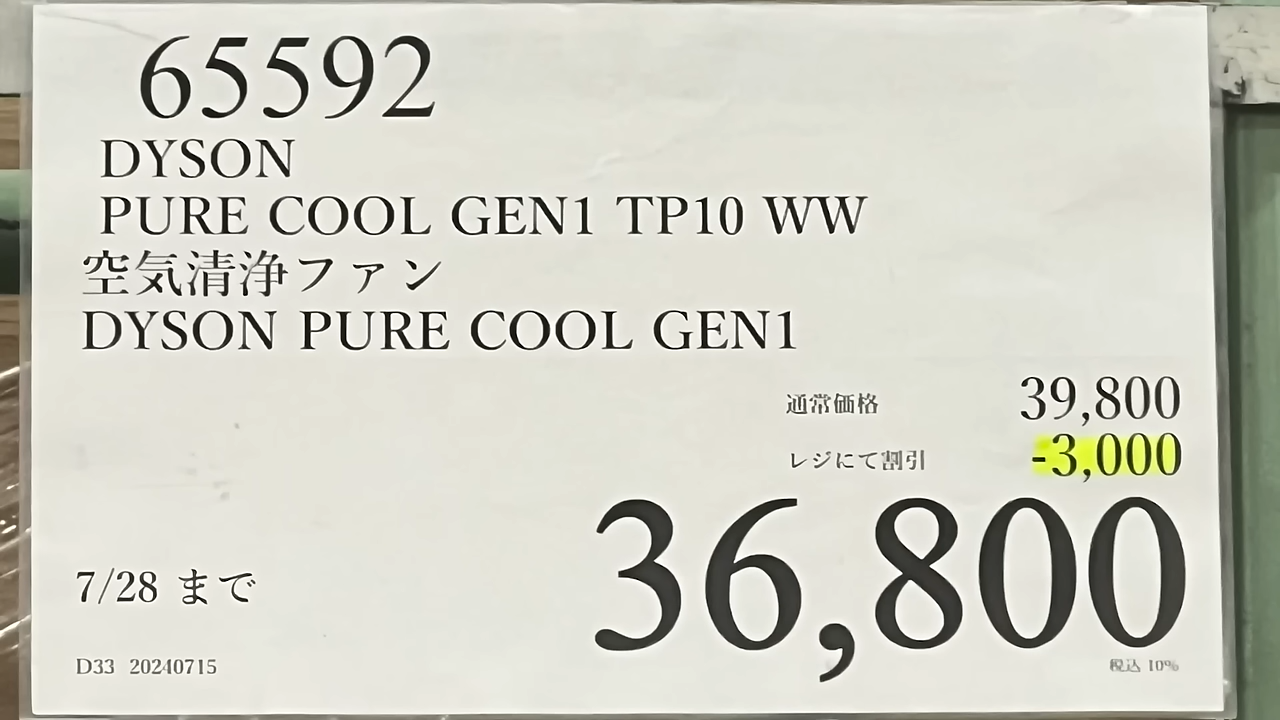 65592
DYSON
PURE COOL GEN1 TP10 WW
空気清浄ファン
DYSON PURE COOL GEN1
通常価格 39,800
レジにて割引 -3,000
36,800
7/28 まで
D33 20240715
税込 10%